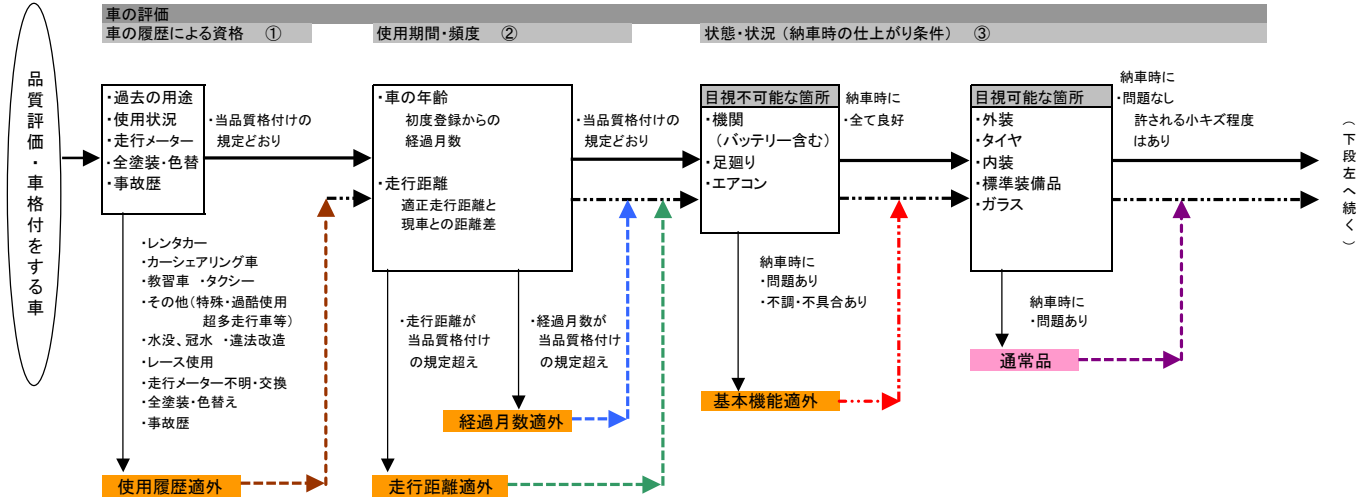 車の評価
車の履歴による資格 ①
使用期間・頻度 ②
状態・状況 (納車時の仕上がり条件) ③
品質評価・車格付をする車
・過去の用途
・使用状況
・走行メーター
・全塗装・色替
・事故歴
・当品質格付けの
規定どおり
・レンタカー
・カーシェアリング車
・教習車 ・タクシー
・その他(特殊・過酷使用
超多走行車等)
・水没、冠水 ・違法改造
・レース使用
・走行メーター不明・交換
・全塗装・色替え
・事故歴
使用履歴適外
・車の年齢
初度登録からの
経過月数
・走行距離
適正走行距離と
現車との距離差
・当品質格付けの
規定どおり
・走行距離が
当品質格付け
の規定超え
走行距離適外
・経過月数が
当品質格付け
の規定超え
経過月数適外
目視不可能な箇所
・機関
(バッテリー含む)
・足廻り
・エアコン
納車時に
・全て良好
納車時に
・問題あり
・不調・不具合あり
基本機能適外
目視可能な箇所
・外装
・タイヤ
・内装
・標準装備品
・ガラス
納車時に
・問題なし
許される小キズ程度
はあり
納車時に
・問題あり
通常品
(下段左へ続く)